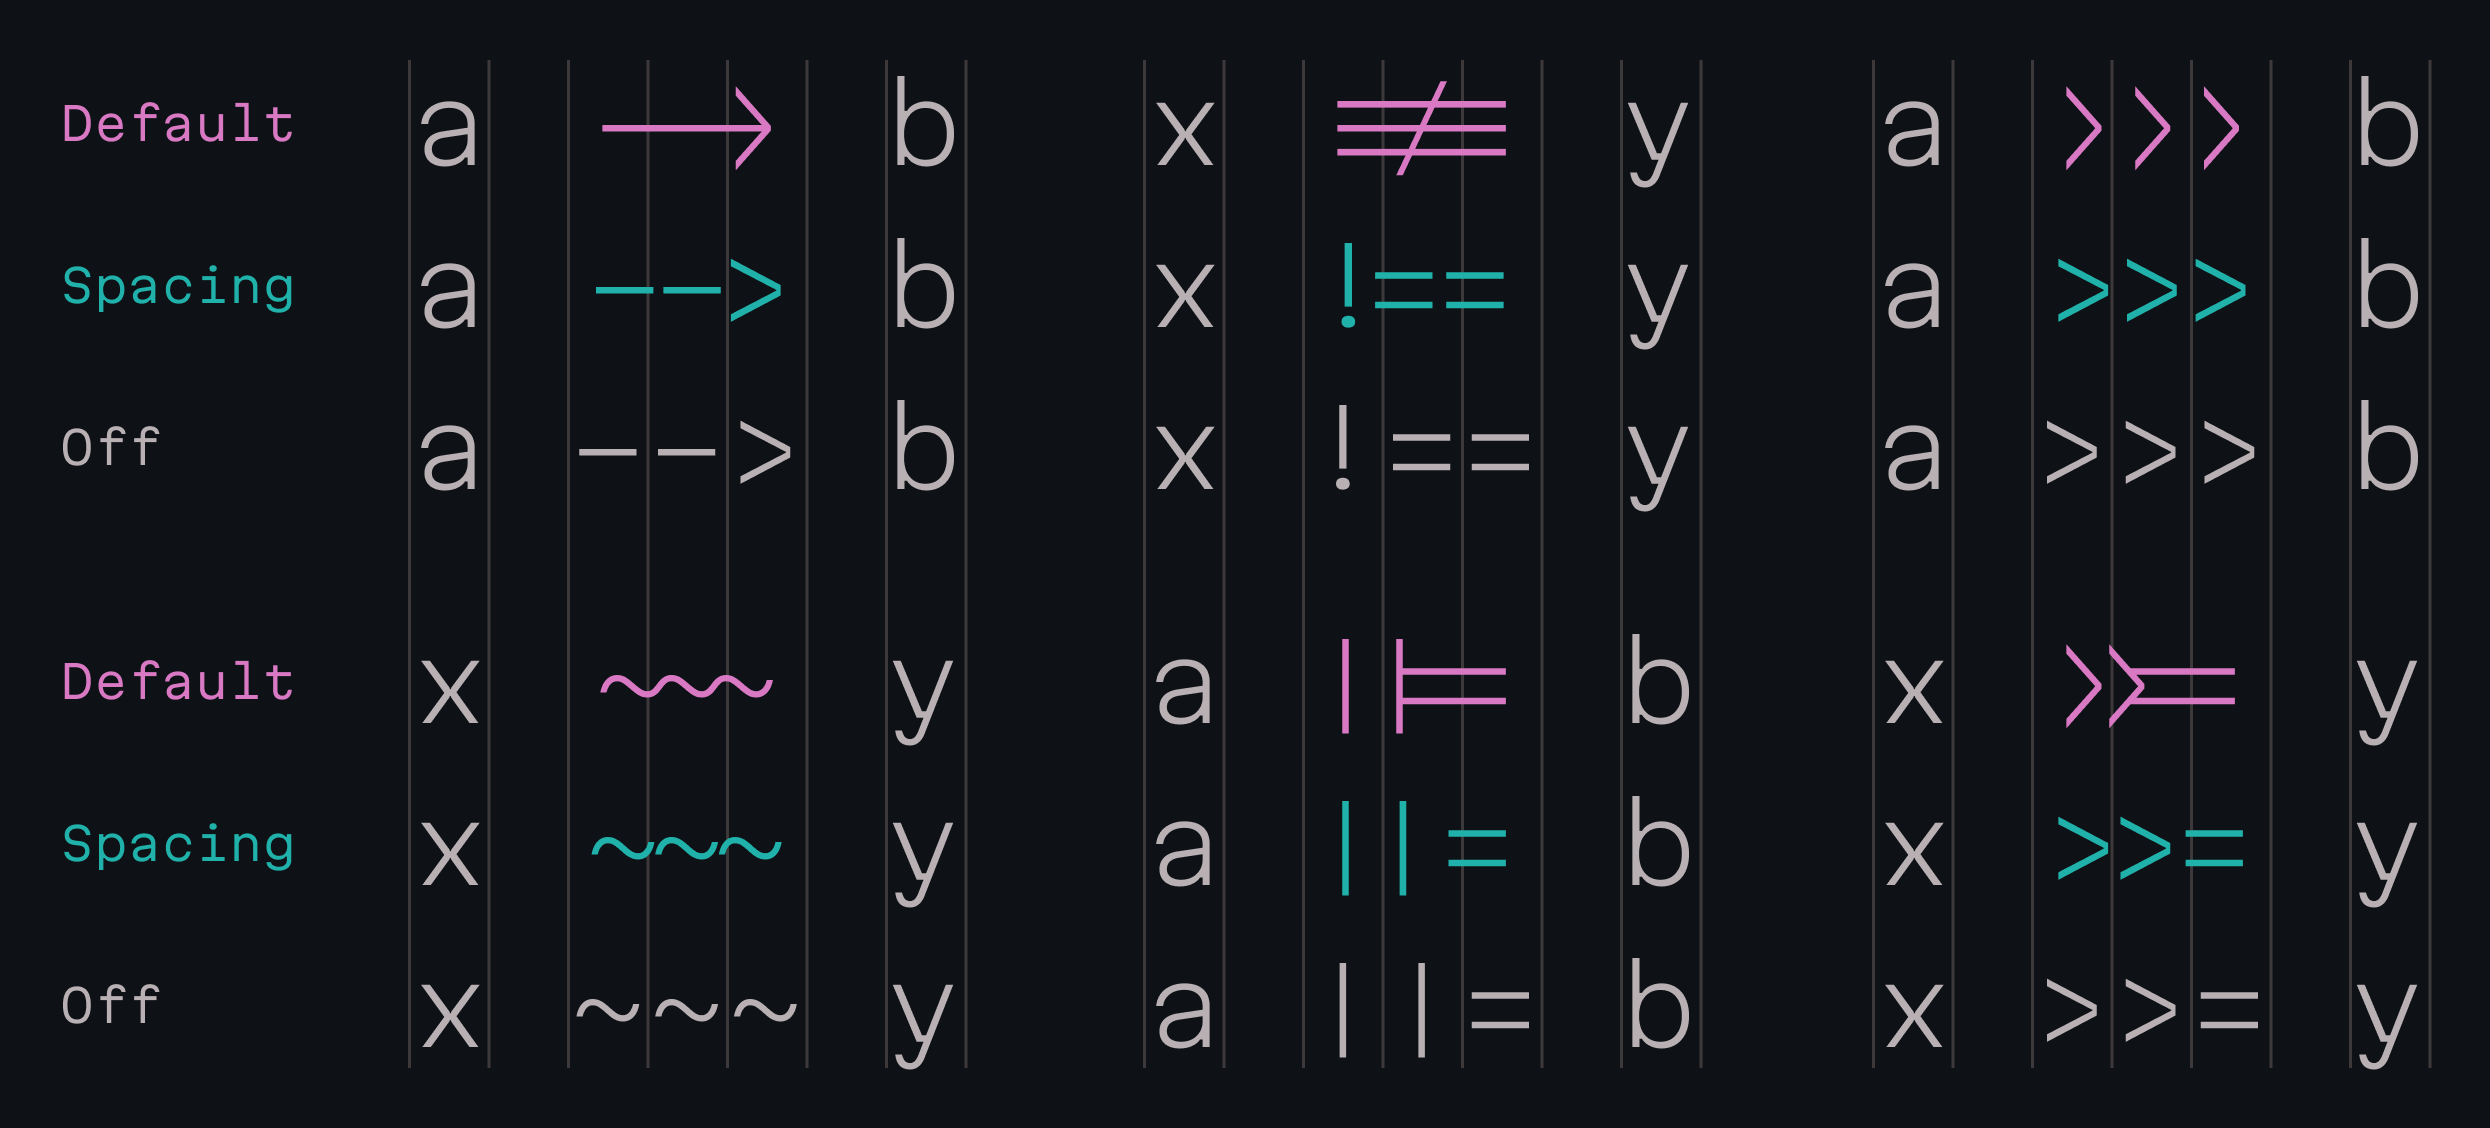 Default a --> b x !== y a >>> b
Spacing a --> b x !== y a >>> b
Off a --> b x !== y a >>> b
Default x ~~~ y a ||= b x >>= y
Spacing x ~~~ y a ||= b x >>= y
Off x ~~~ y a ||= b x >>= y